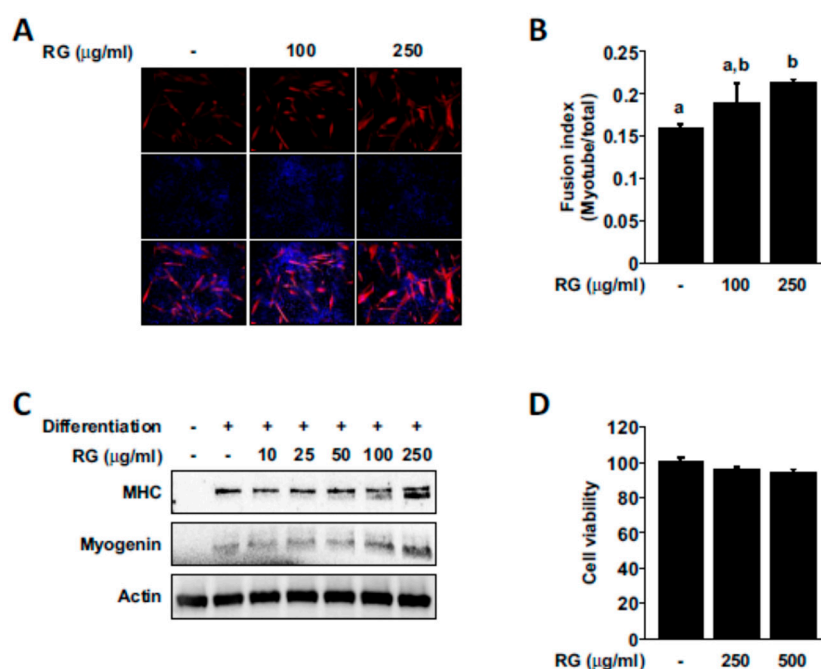 A
RG (μg/ml) - 100 250
B
Fusion index
(Myotube/total)
0.25
0.2
0.15
0.1
0.05
0
a a,b b
RG (μg/ml) - 100 250
C
Differentiation - + + + + + +
RG (μg/ml) - - 10 25 50 100 250
MHC
Myogenin
Actin
D
Cell viability
120
100
80
60
40
20
0
RG (μg/ml) - 250 500